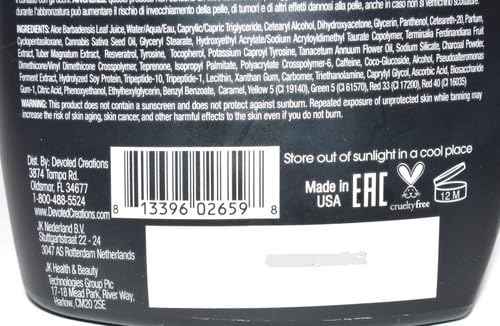 durante l'abbronzatura può aumentare il rischio di invecchiamento della pelle, di tumori e di altri effetti dannosi alla pelle, anche in caso non si verifichino scottature.
INGREDIENTS: Aloe Barbadensis Leaf Juice, Water/Aqua/Eau, Caprylic/Capric Triglyceride, Cetearyl Alcohol, Dihydroxyacetone, Glycerin, Panthenol, Ceteareth-20, Parfum,
Cyclopentasiloxane, Cannabis Sativa Seed Oil, Glyceryl Stearate, Hydroxyethyl Acrylate/Sodium Acryloyldimethyl Taurate Copolymer, Terminalia Ferdinandiana Fruit
Extract, Tuber Magnatum Extract, Resveratrol, Tyrosine, Tocopherol, Potassium Caproyl Tyrosine, Tanacetum Annuum Flower Oil, Sodium Salicylate, Charcoal Powder,
Dimethicone/Vinyl Dimethicone Crosspolymer, Teprenone, Isopropyl Palmitate, Polyacrylate Crosspolymer-6, Caffeine, Coco-Glucoside, Alcohol, Pseudoalteromonas
Ferment Extract, Hydrolyzed Soy Protein, Tripeptide-10, Tripeptide-1, Lecithin, Xanthan Gum, Carbomer, Triethanolamine, Caprylyl Glycol, Ascorbic Acid, Biosaccharide
Gum-1, Citric Acid, Phenoxyethanol, Ethylhexylglycerin, Benzyl Benzoate, Caramel, Yellow 5 (CI 19140), Green 5 (CI 61570), Red 33 (CI 17200), Red 40 (CI 16035)
WARNING: This product does not contain a sunscreen and does not protect against sunburn. Repeated exposure of unprotected skin while tanning may
increase the risk of skin aging, skin cancer, and other harmful effects to the skin even if you do not burn.
Dist. By: Devoted Creations
3874 Tampa Rd.
Oldsmar, FL 34677
1-800-488-5524
www.DevotedCreations.com
JK Nederland B.V.
Stuttgartstraat 22 - 24
3047 AS Rotterdam Netherlands
JK Health & Beauty
Technologies Group Plc
17-18 Mead Park, River Way,
Harlow, CM20 2SE
8 13396 02659 8
Store out of sunlight in a cool place
Made in
USA
EAC
crueltyfree
12 M